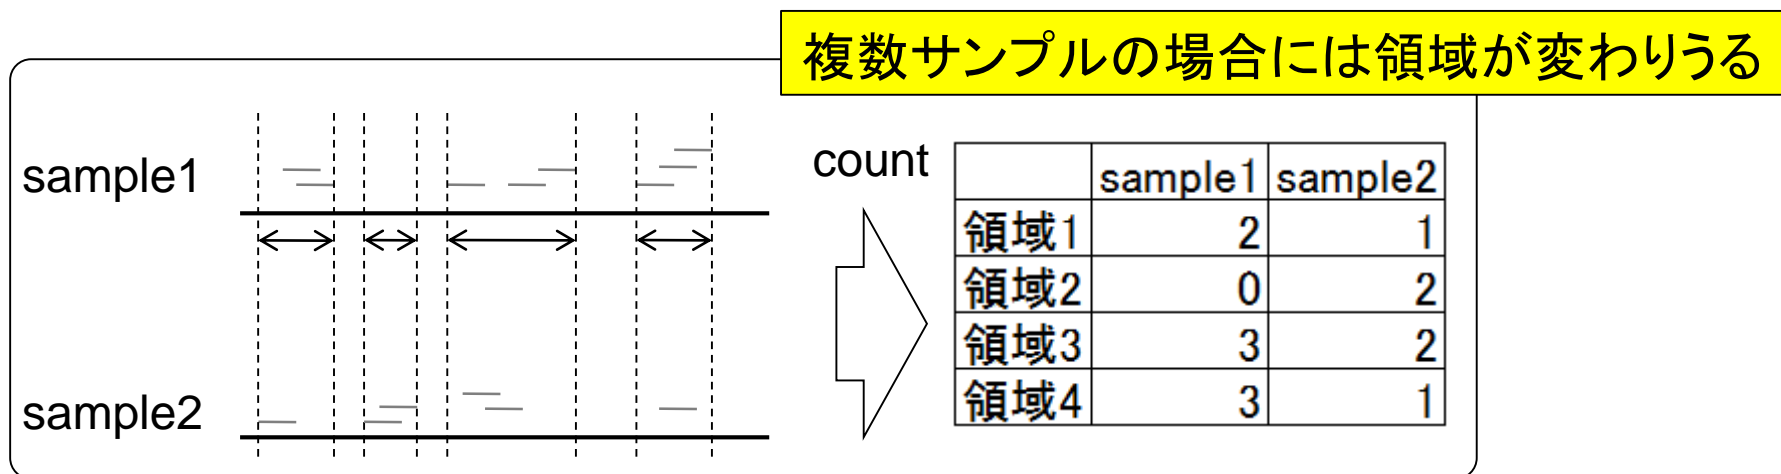 複数サンプルの場合には領域が変わりうる
sample1
sample2
count
sample1 sample2
領域1 2 1
領域2 0 2
領域3 3 2
領域4 3 1